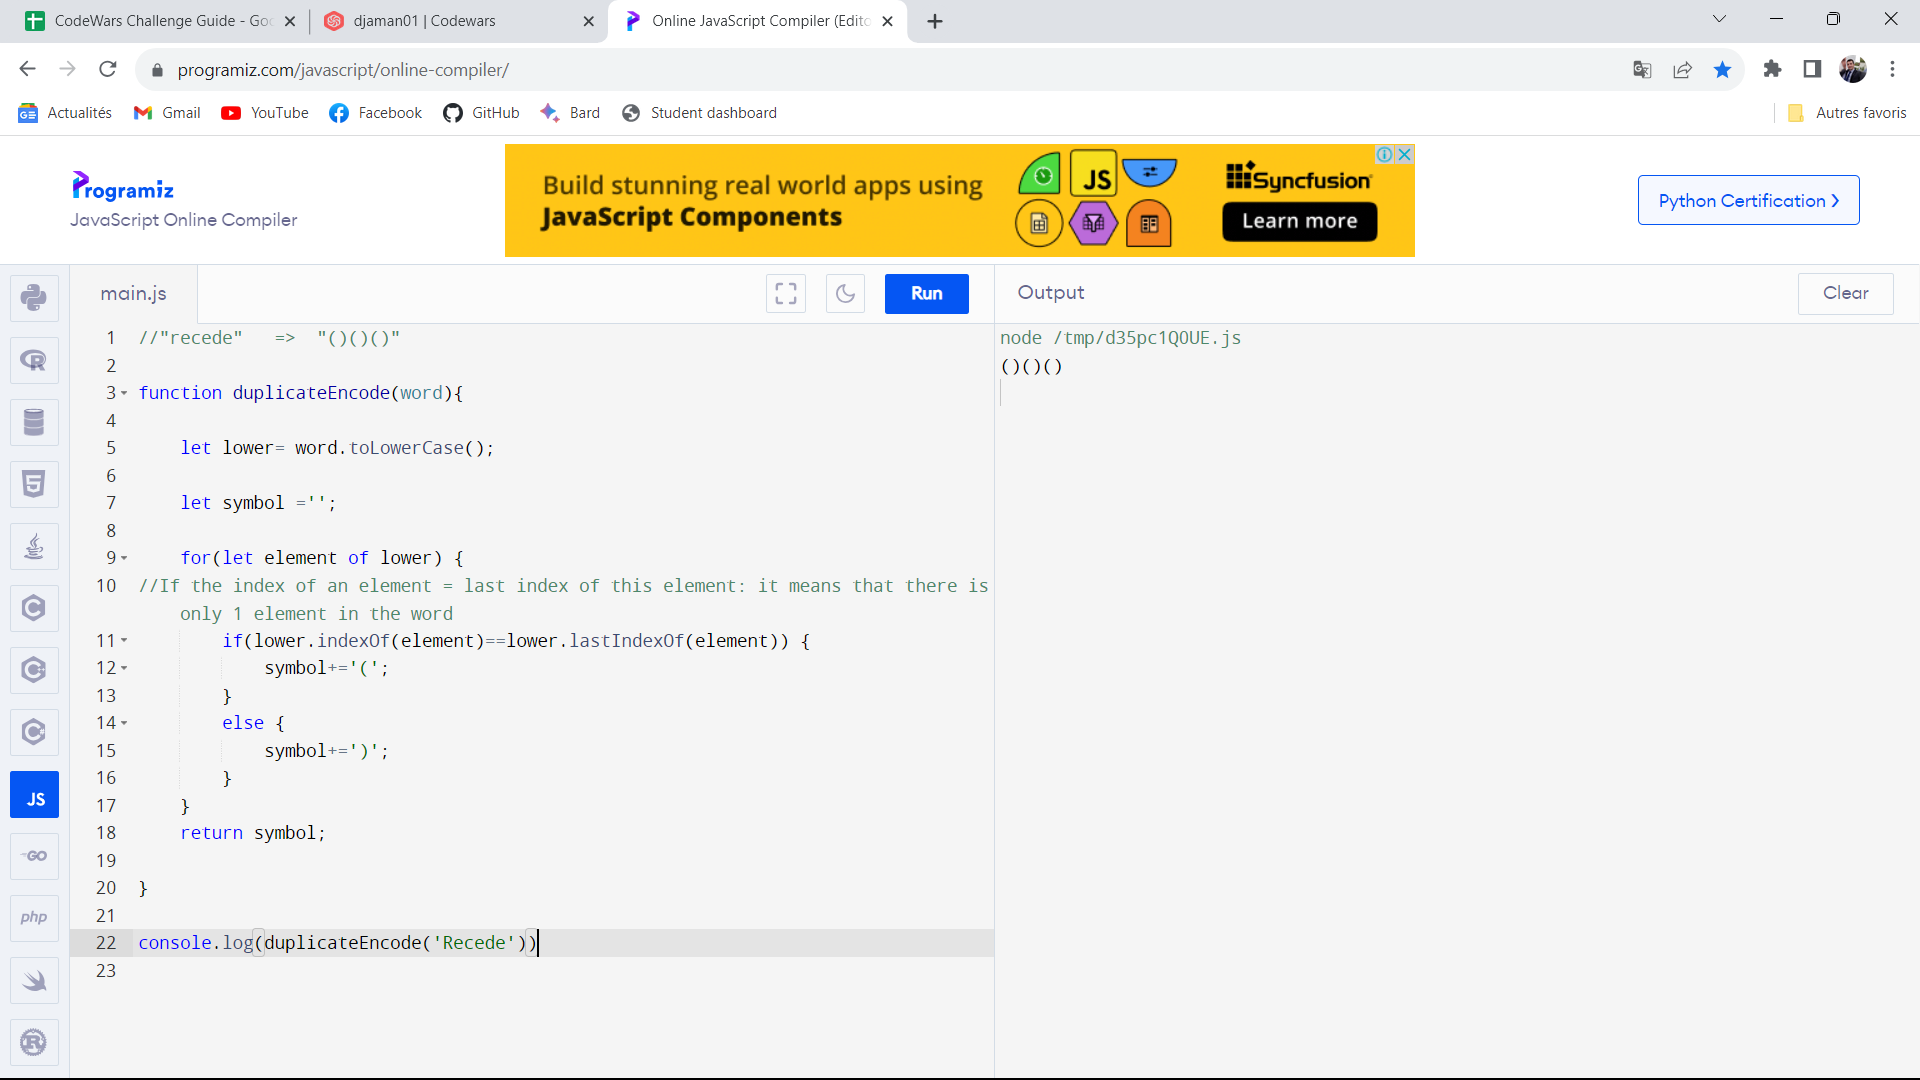 CodeWars Challenge Guide - Goo
djaman01 | Codewars
Online JavaScript Compiler (Edito
programiz.com/javascript/online-compiler/
Actualités
Gmail
YouTube
Facebook
GitHub
Bard
Student dashboard
Autres favoris
Programiz
JavaScript Online Compiler
Build stunning real world apps using
JavaScript Components
JS
Syncfusion
Learn more
Python Certification
main.js
Run
Output
Clear
1 //"recede"   =>  "()()()"
2
3 function duplicateEncode(word){
4
5     let lower= word.toLowerCase();
6
7     let symbol ='';
8
9     for(let element of lower) {
10 //If the index of an element = last index of this element: it means that there is
only 1 element in the word
11         if(lower.indexOf(element)==lower.lastIndexOf(element)) {
12             symbol+='(';
13         }
14         else {
15             symbol+=')';
16         }
17     }
18     return symbol;
19
20 }
21
22 console.log(duplicateEncode('Recede'))
23
node /tmp/d35pc1Q0UE.js
()()()
JS
GO
php